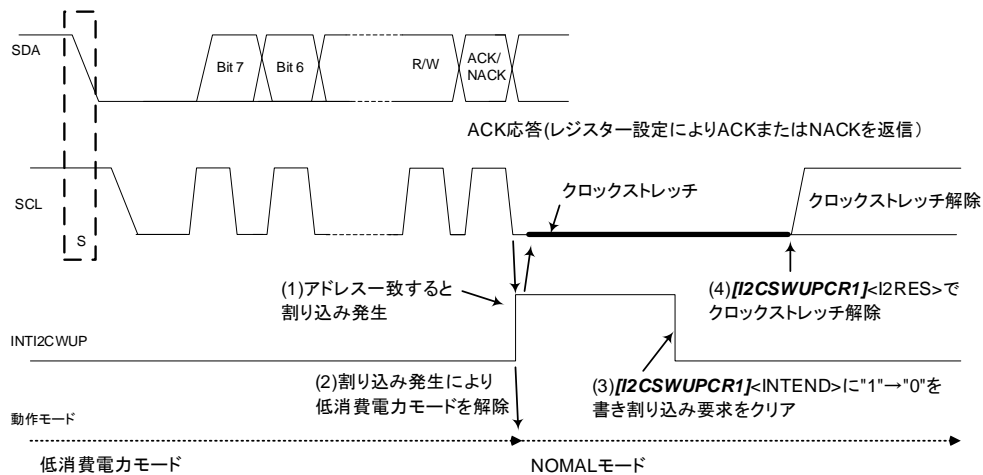 SDA
Bit 7
Bit 6
R/W
ACK/
NACK
ACK応答(レジスター設定によりACKまたはNACKを返信)
SCL
S
クロックストレッチ
クロックストレッチ解除
(1)アドレス一致すると
割り込み発生
(4)[I2CSWUPCR1]<I2RES>で
クロックストレッチ解除
INTI2CWUP
(2)割り込み発生により
低消費電力モードを解除
(3)[I2CSWUPCR1]<INTEND>に"1"→"0"を
書き割り込み要求をクリア
動作モード
低消費電力モード
NOMALモード